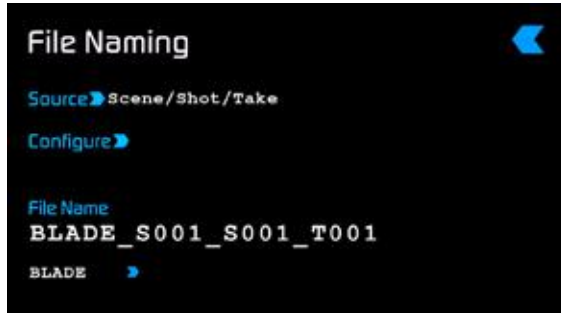 File Naming
Source Scene/Shot/Take
Configure
File Name
BLADE_S001_S001_T001
BLADE